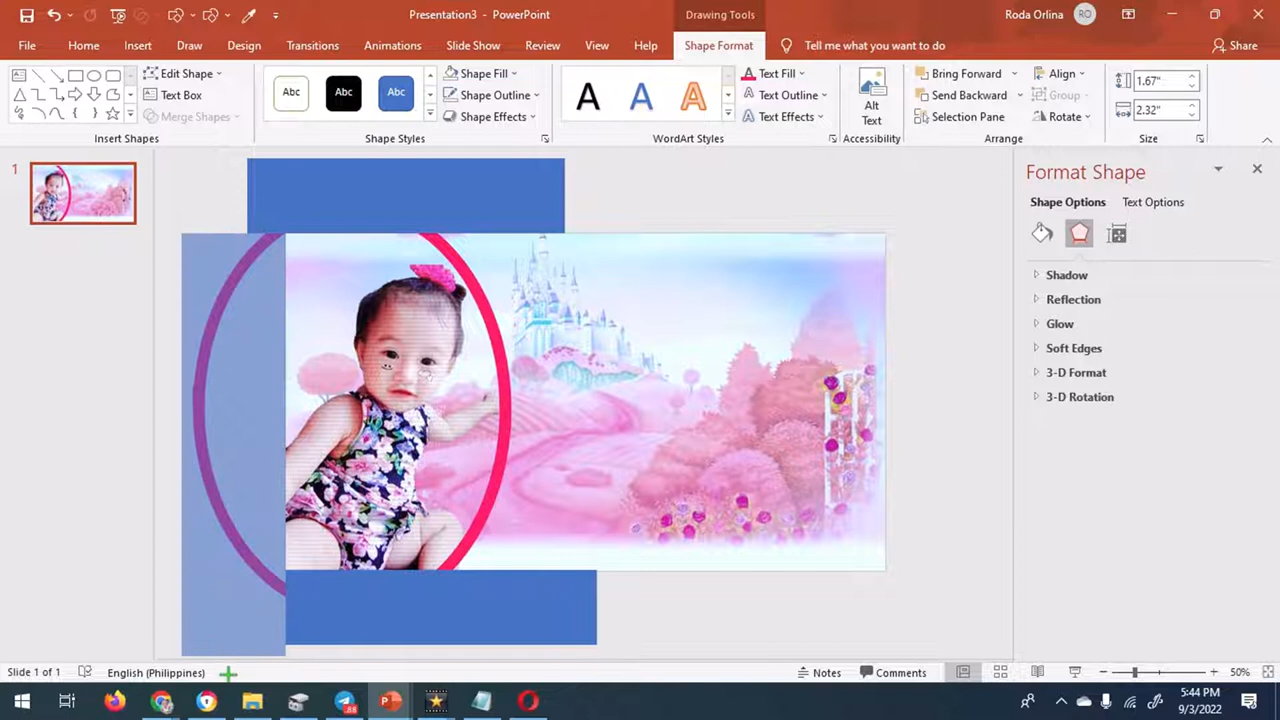 Presentation3 - PowerPoint
Drawing Tools
Roda Orlina
RO
File
Home
Insert
Draw
Design
Transitions
Animations
Slide Show
Review
View
Help
Shape Format
Tell me what you want to do
Share
Edit Shape
Text Box
Merge Shapes
Insert Shapes
Abc
Abc
Abc
Shape Fill
Shape Outline
Shape Effects
Shape Styles
A
A
A
Text Fill
Text Outline
Text Effects
WordArt Styles
Alt
Text
Accessibility
Bring Forward
Send Backward
Selection Pane
Align
Group
Rotate
Arrange
1.67"
2.32"
Size
1
Format Shape
Shape Options
Text Options
Shadow
Reflection
Glow
Soft Edges
3-D Format
3-D Rotation
Slide 1 of 1
English (Philippines)
Notes
Comments
50%
88
5:44 PM
9/3/2022